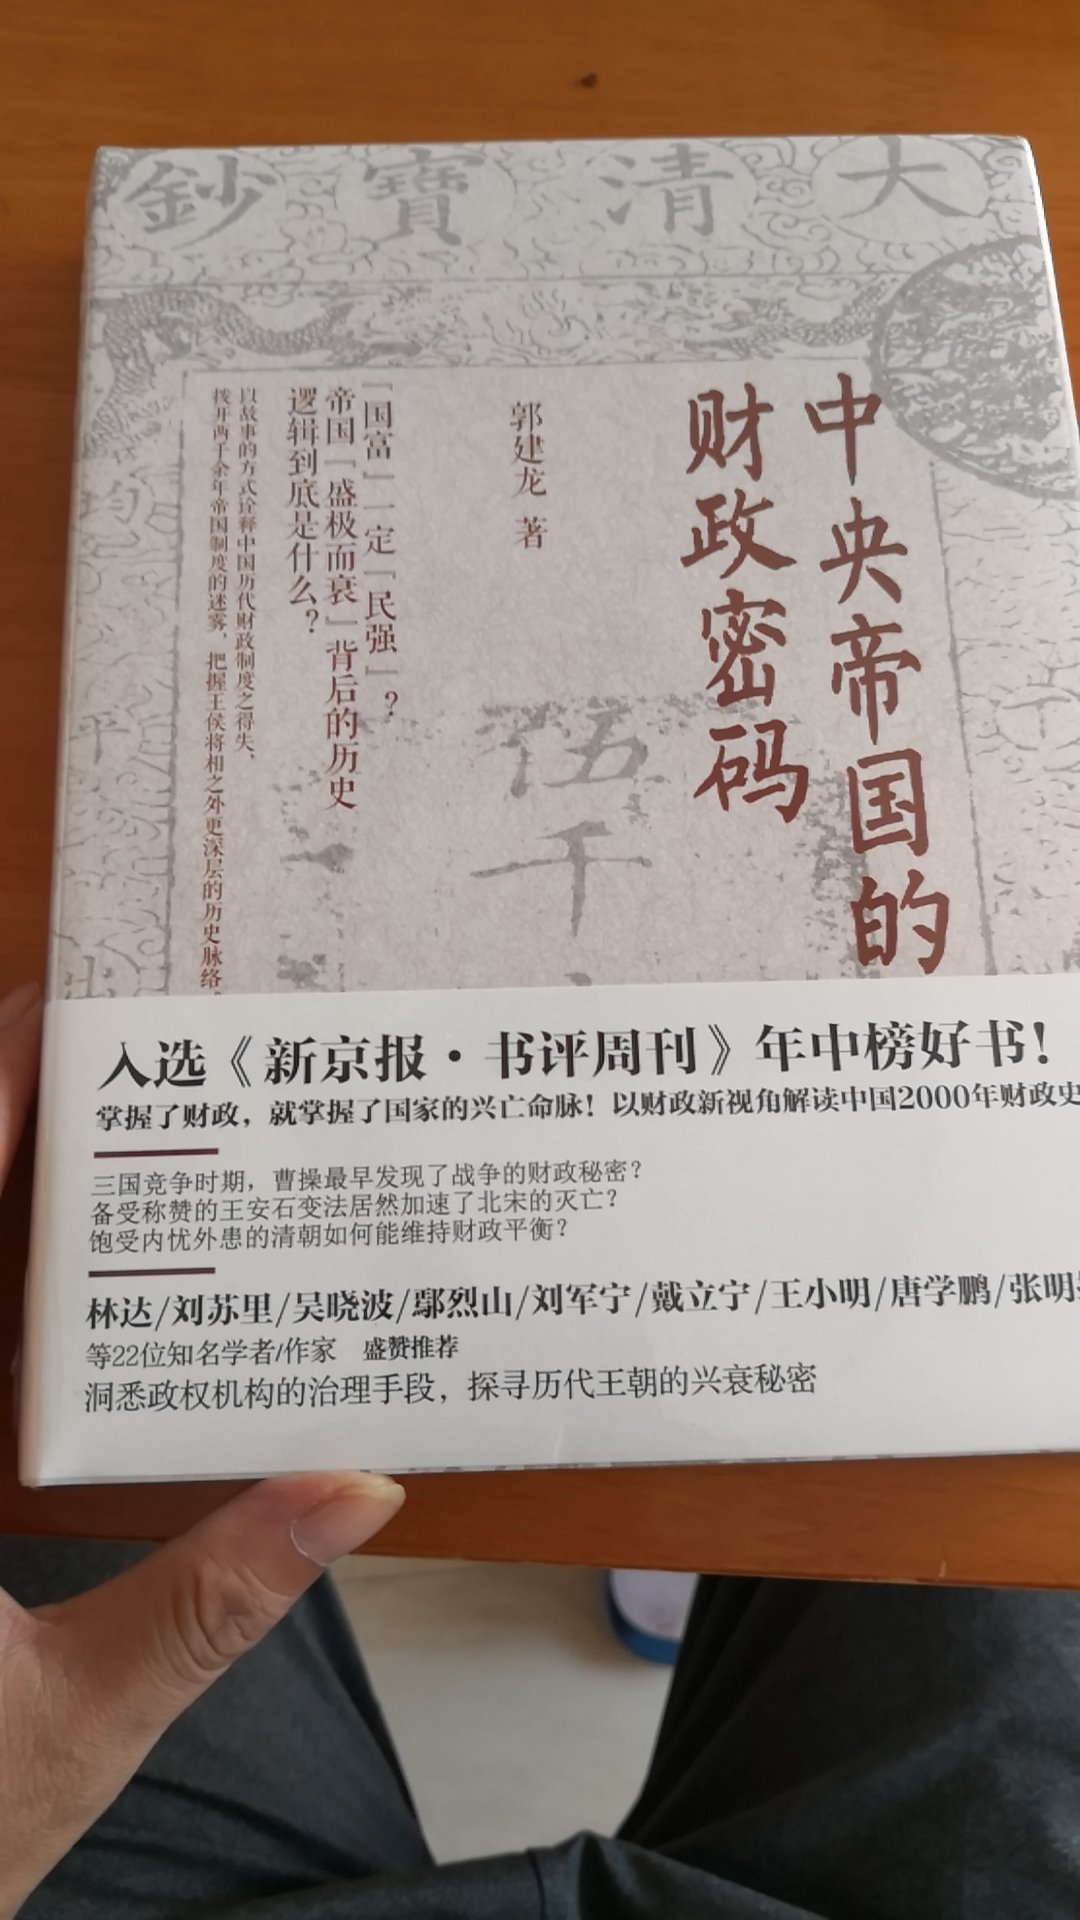 大清寶鈔
中央帝国的
财政密码
郭建龙 著
「国富」一定「民强」？
帝国「盛极而衰」背后的历史
逻辑到底是什么？
以故事的方式诠释中国历代财政制度之得失、
拨开两千余年帝国制度的迷雾、把握王侯将相之外更深层的历史脉络。
伍千
入选《新京报·书评周刊》年中榜好书！
掌握了财政，就掌握了国家的兴亡命脉！以财政新视角解读中国2000年财政史
三国竞争时期，曹操最早发现了战争的财政秘密？
备受称赞的王安石变法居然加速了北宋的灭亡？
饱受内忧外患的清朝如何能维持财政平衡？
林达/刘苏里/吴晓波/鄢烈山/刘军宁/戴立宁/王小明/唐学鹏/张明
等22位知名学者/作家 盛赞推荐
洞悉政权机构的治理手段，探寻历代王朝的兴衰秘密